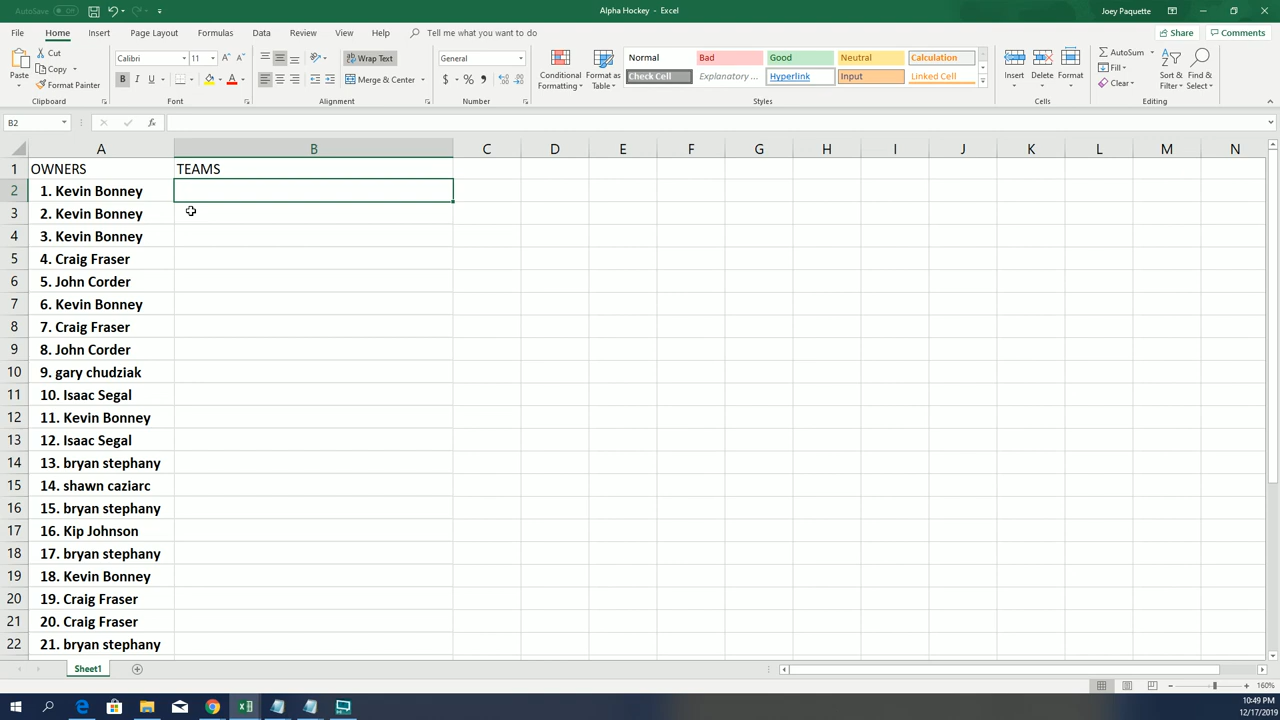 AutoSave Off
Alpha Hockey - Excel
Joey Paquette
File Home Insert Draw Page Layout Formulas Data Review View Help Tell me what you want to do
Share Comments
Paste
Cut
Copy
Format Painter
Clipboard
Calibri 11
B I U
Font
Wrap Text
Merge & Center
Alignment
General
$ % ,
Number
Conditional Formatting
Format as Table
Normal Bad Good Neutral Calculation
Check Cell Explanatory ... Hyperlink Input Linked Cell
Styles
Insert Delete Format
Cells
AutoSum
Fill
Clear
Sort & Filter
Find & Select
Editing
B2 fx
A B C D E F G H I J K L M N
1 OWNERS TEAMS
2 1. Kevin Bonney
3 2. Kevin Bonney
4 3. Kevin Bonney
5 4. Craig Fraser
6 5. John Corder
7 6. Kevin Bonney
8 7. Craig Fraser
9 8. John Corder
10 9. gary chudziak
11 10. Isaac Segal
12 11. Kevin Bonney
13 12. Isaac Segal
14 13. bryan stephany
15 14. shawn caziarc
16 15. bryan stephany
17 16. Kip Johnson
18 17. bryan stephany
19 18. Kevin Bonney
20 19. Craig Fraser
21 20. Craig Fraser
22 21. bryan stephany
Sheet1
160%
10:49 PM
12/17/2019